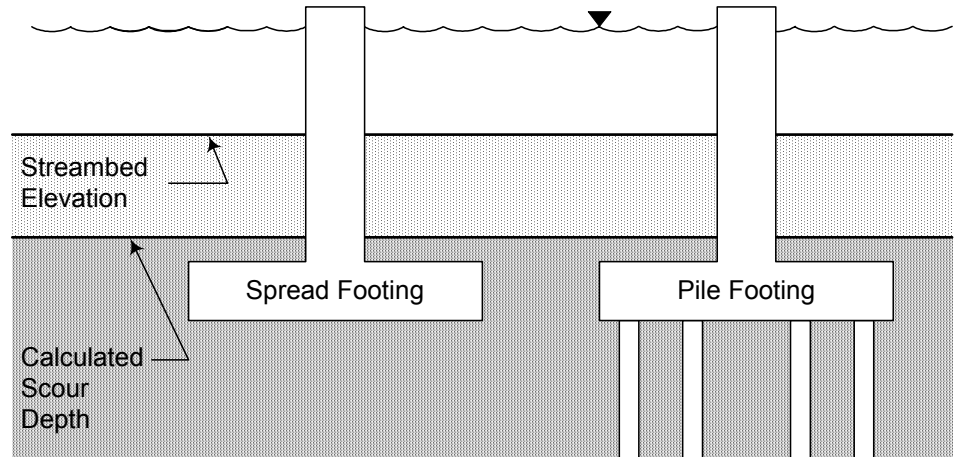 Streambed
Elevation
Spread Footing
Pile Footing
Calculated
Scour
Depth